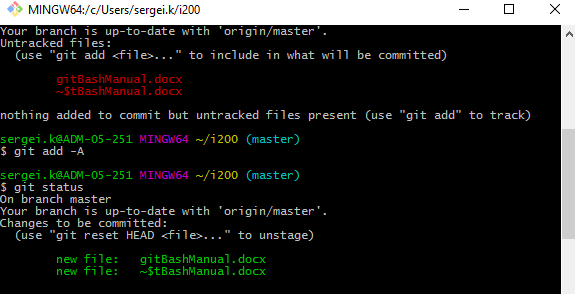 MINGW64:/c/Users/sergei.k/i200
Your branch is up-to-date with 'origin/master'.
Untracked files:
  (use "git add <file>..." to include in what will be committed)
        gitBashManual.docx
        ~$tBashManual.docx
nothing added to commit but untracked files present (use "git add" to track)
sergei.k@ADM-05-251 MINGW64 ~/i200 (master)
$ git add -A
sergei.k@ADM-05-251 MINGW64 ~/i200 (master)
$ git status
On branch master
Your branch is up-to-date with 'origin/master'.
Changes to be committed:
  (use "git reset HEAD <file>..." to unstage)
        new file:   gitBashManual.docx
        new file:   ~$tBashManual.docx